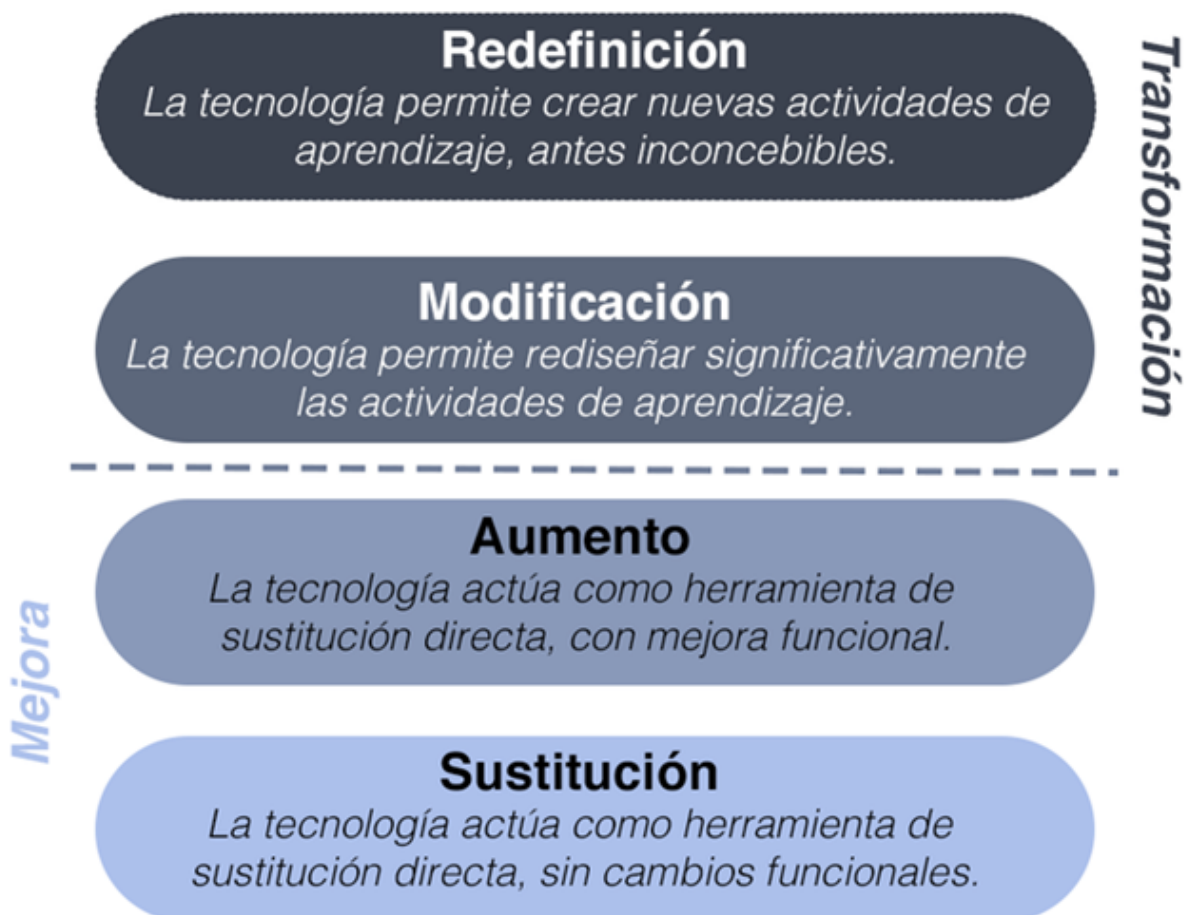 Redefinición
La tecnología permite crear nuevas actividades de
aprendizaje, antes inconcebibles.
Transformación
Modificación
La tecnología permite rediseñar significativamente
las actividades de aprendizaje.
Aumento
La tecnología actúa como herramienta de
sustitución directa, con mejora funcional.
Mejora
Sustitución
La tecnología actúa como herramienta de
sustitución directa, sin cambios funcionales.